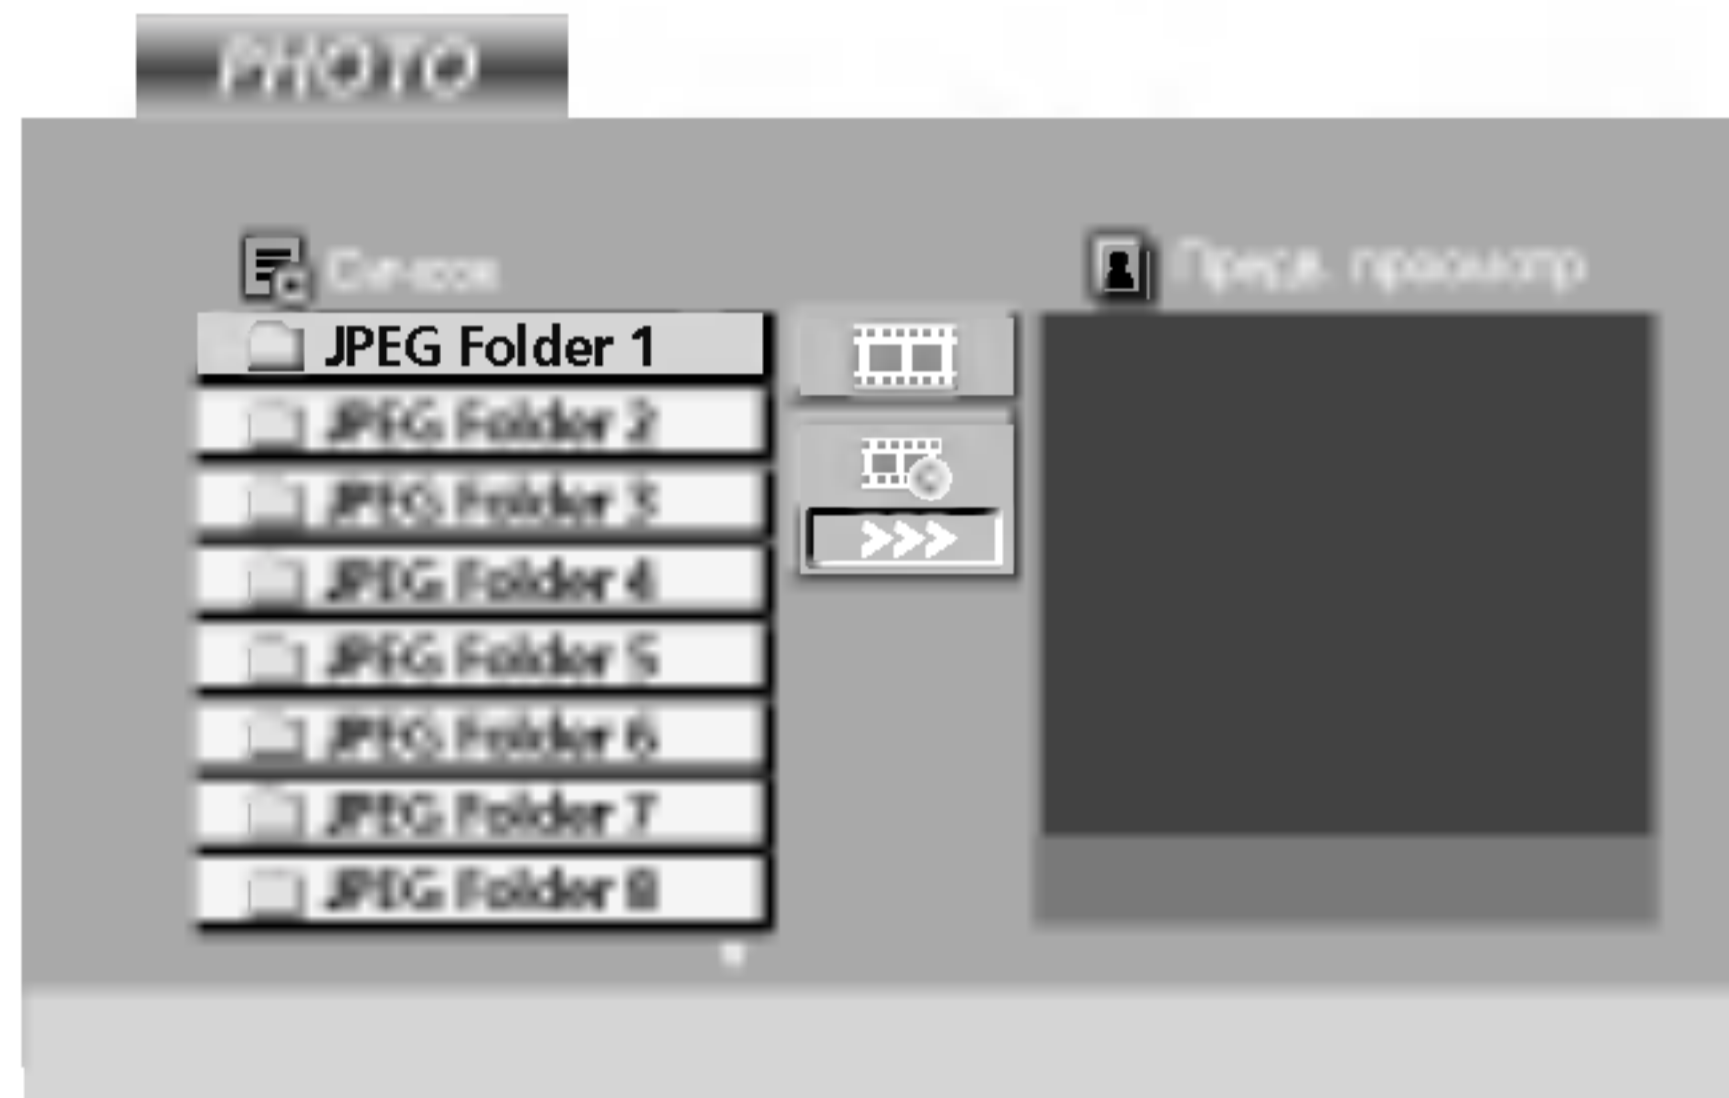 PHOTO
Список
Предв. просмотр
JPEG Folder 1
JPEG Folder 2
JPEG Folder 3
JPEG Folder 4
JPEG Folder 5
JPEG Folder 6
JPEG Folder 7
JPEG Folder 8